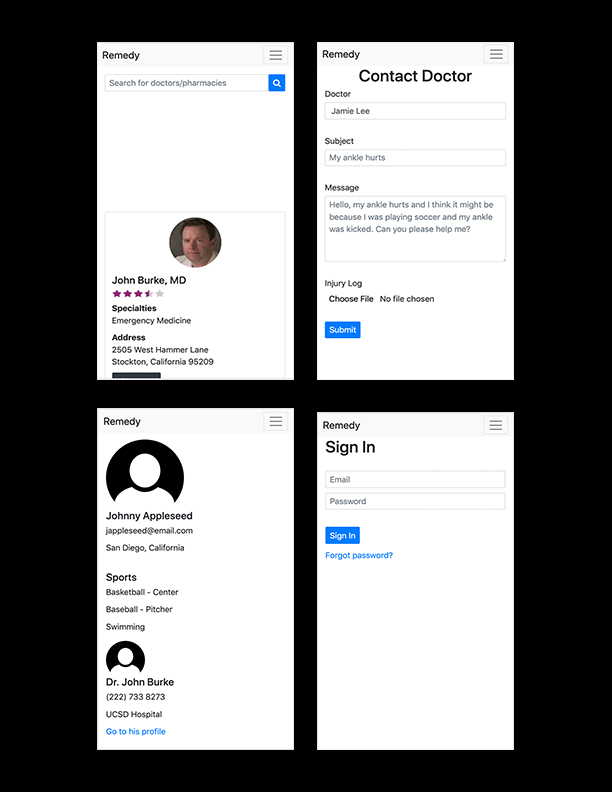 Remedy
Search for doctors/pharmacies
John Burke, MD
Specialties
Emergency Medicine
Address
2505 West Hammer Lane
Stockton, California 95209
Remedy
Contact Doctor
Doctor
Jamie Lee
Subject
My ankle hurts
Message
Hello, my ankle hurts and I think it might be
because I was playing soccer and my ankle
was kicked. Can you please help me?
Injury Log
Choose File No file chosen
Submit
Remedy
Johnny Appleseed
jappleseed@email.com
San Diego, California
Sports
Basketball - Center
Baseball - Pitcher
Swimming
Dr. John Burke
(222) 733 8273
UCSD Hospital
Go to his profile
Remedy
Sign In
Email
Password
Sign In
Forgot password?